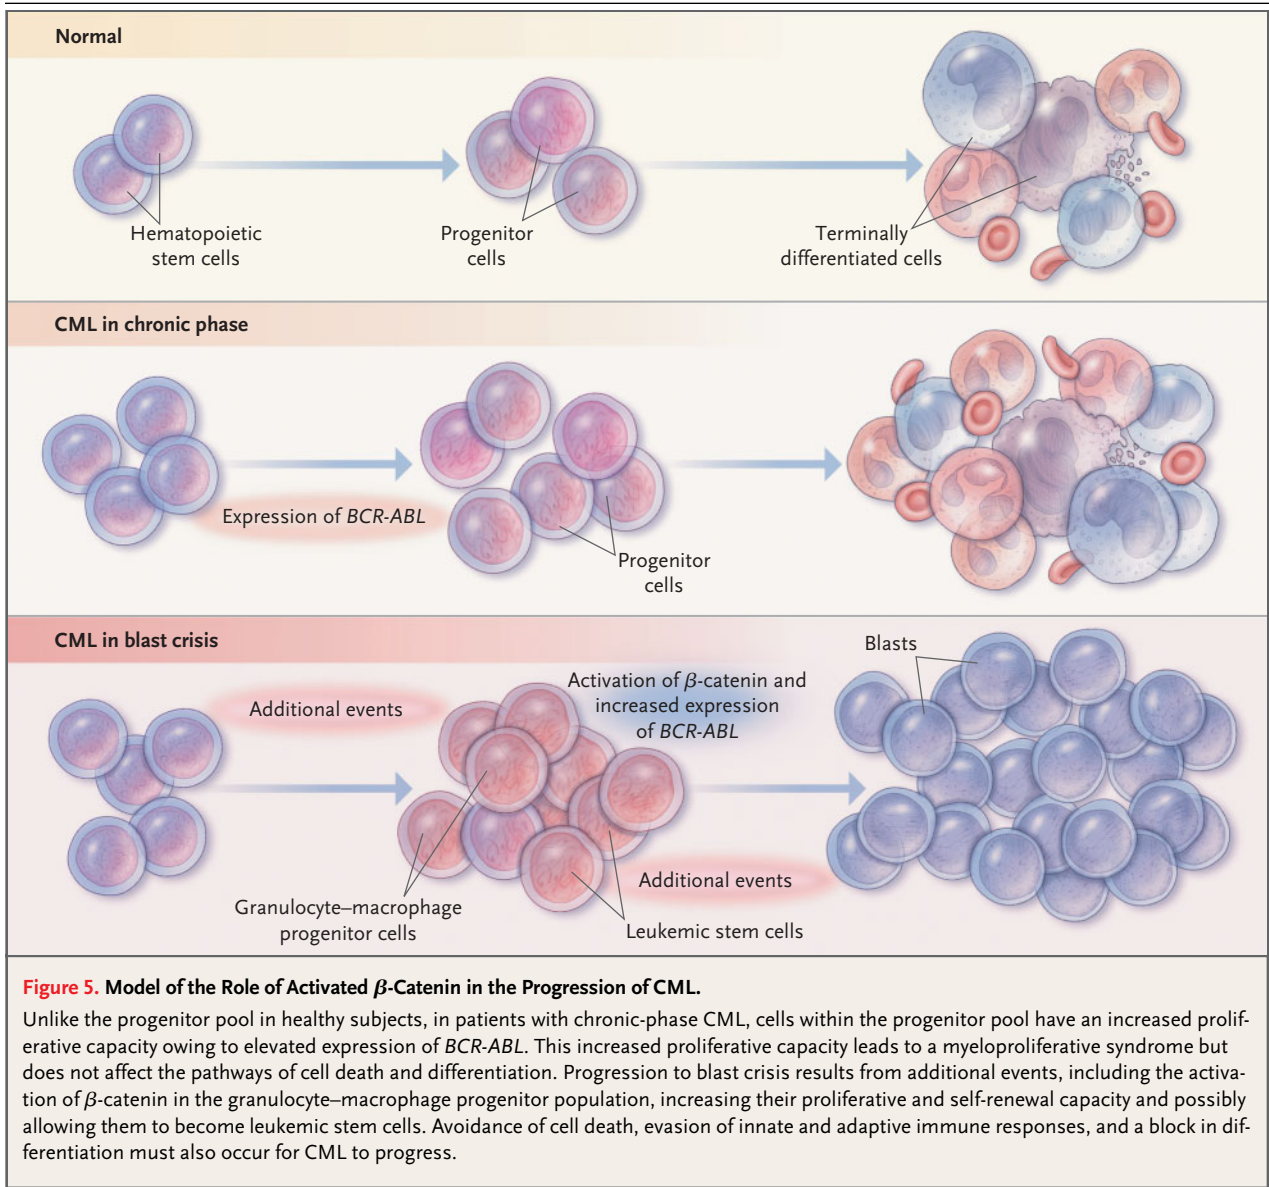 Normal
Hematopoietic
stem cells
Progenitor
cells
Terminally
differentiated cells
CML in chronic phase
Expression of BCR-ABL
Progenitor
cells
CML in blast crisis
Blasts
Additional events
Activation of β-catenin and
increased expression
of BCR-ABL
Granulocyte–macrophage
progenitor cells
Additional events
Leukemic stem cells
Figure 5. Model of the Role of Activated β-Catenin in the Progression of CML.
Unlike the progenitor pool in healthy subjects, in patients with chronic-phase CML, cells within the progenitor pool have an increased prolif-
erative capacity owing to elevated expression of BCR-ABL. This increased proliferative capacity leads to a myeloproliferative syndrome but
does not affect the pathways of cell death and differentiation. Progression to blast crisis results from additional events, including the activa-
tion of β-catenin in the granulocyte–macrophage progenitor population, increasing their proliferative and self-renewal capacity and possibly
allowing them to become leukemic stem cells. Avoidance of cell death, evasion of innate and adaptive immune responses, and a block in dif-
ferentiation must also occur for CML to progress.